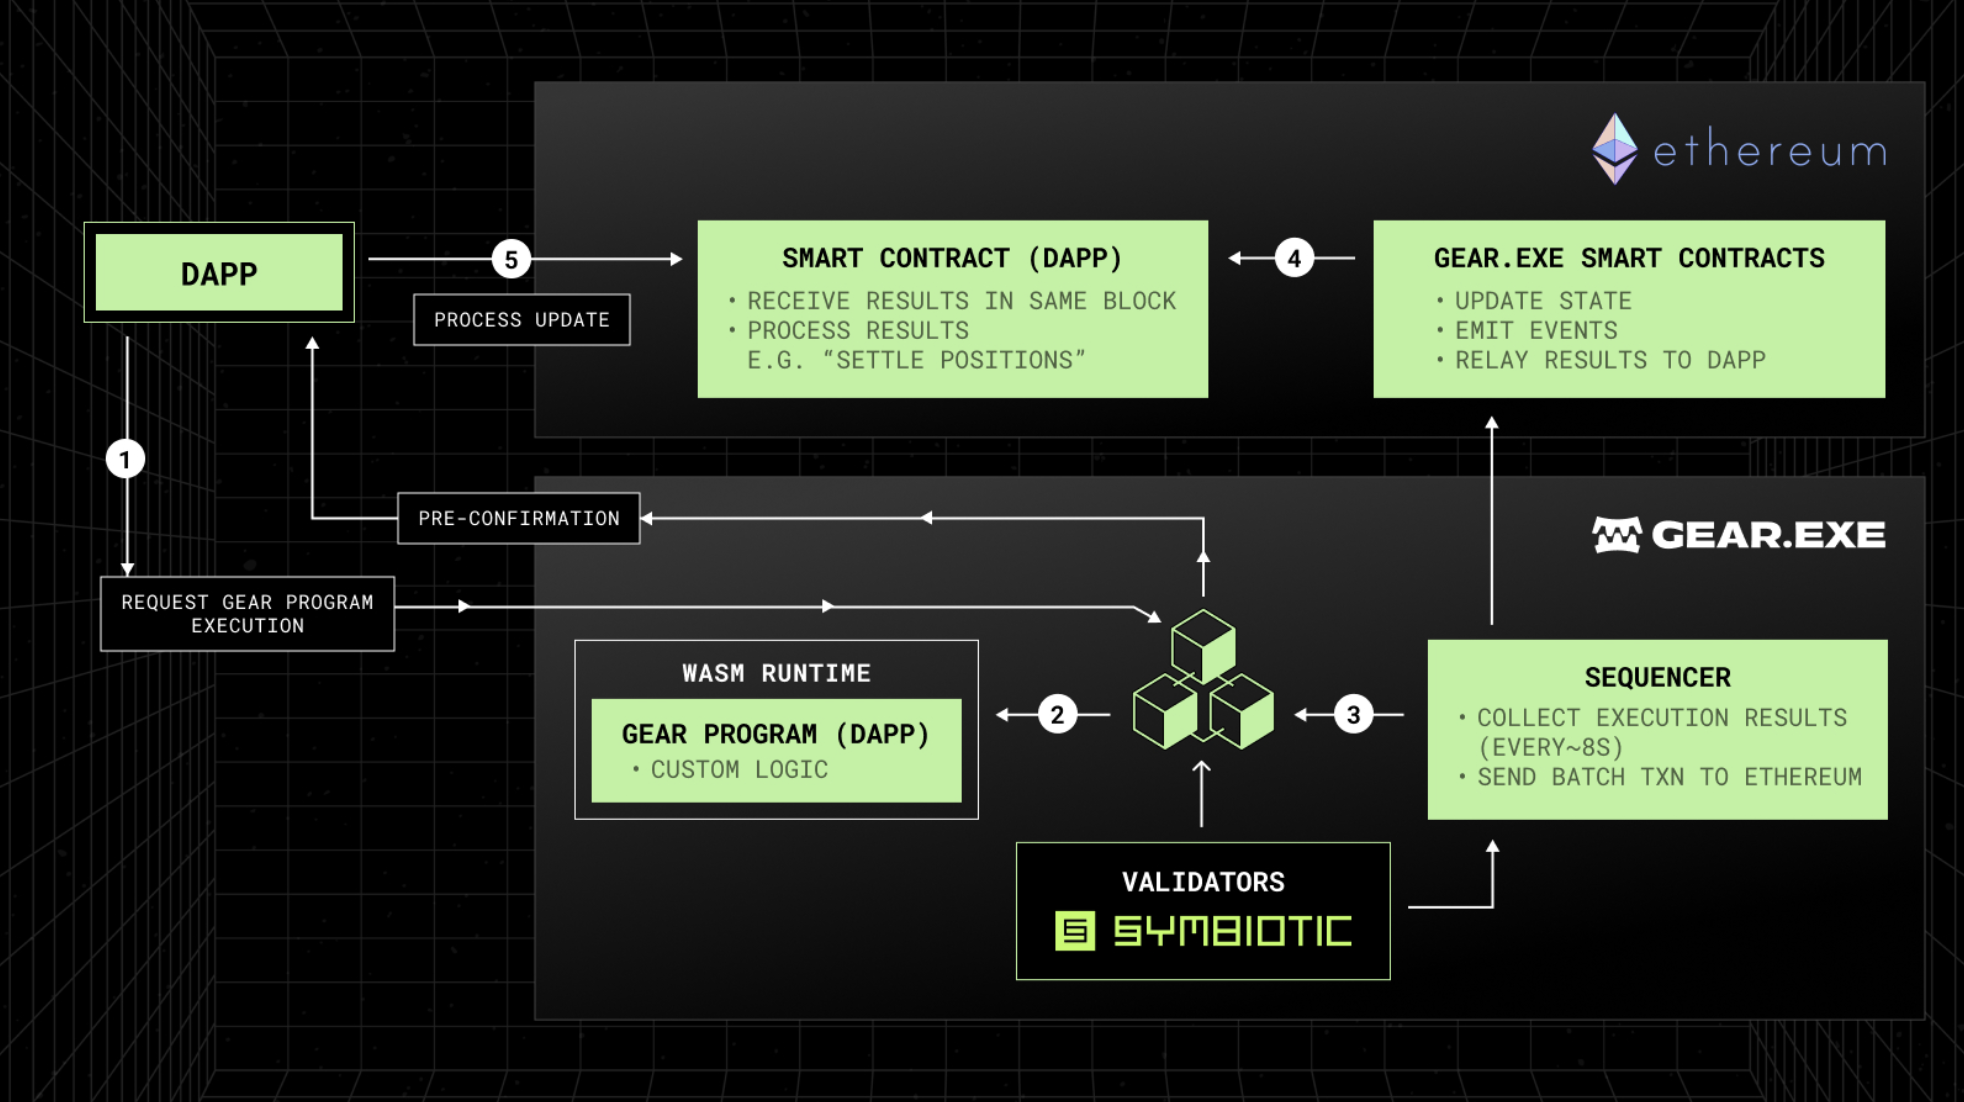 ethereum
DAPP
5
PROCESS UPDATE
SMART CONTRACT (DAPP)
• RECEIVE RESULTS IN SAME BLOCK
• PROCESS RESULTS
E.G. “SETTLE POSITIONS”
4
GEAR.EXE SMART CONTRACTS
• UPDATE STATE
• EMIT EVENTS
• RELAY RESULTS TO DAPP
1
PRE-CONFIRMATION
GEAR.EXE
REQUEST GEAR PROGRAM
EXECUTION
WASM RUNTIME
GEAR PROGRAM (DAPP)
• CUSTOM LOGIC
2
3
SEQUENCER
• COLLECT EXECUTION RESULTS
(EVERY~8S)
• SEND BATCH TXN TO ETHEREUM
VALIDATORS
SYMBIOTIC